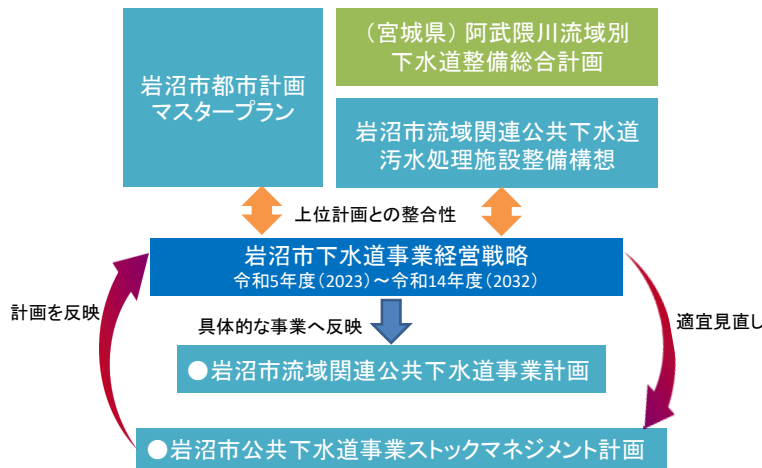 岩沼市都市計画
マスタープラン
（宮城県）阿武隈川流域別
下水道整備総合計画
岩沼市流域関連公共下水道
汚水処理施設整備構想
上位計画との整合性
岩沼市下水道事業経営戦略
令和5年度（2023）～令和14年度（2032）
計画を反映
具体的な事業へ反映
適宜見直し
●岩沼市流域関連公共下水道事業計画
●岩沼市公共下水道事業ストックマネジメント計画